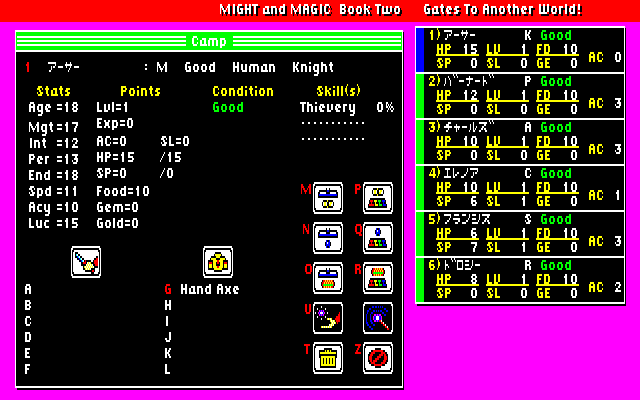 MIGHT and MAGIC Book Two Gates To Another World!
Camp
1 アーサー : M Good Human Knight
Stats Points Condition Skill(s)
Age =18 Lvl=1 Good Thievery 0%
Mgt=17 Exp=0 ..........
Int =12 AC=0 SL=0 ..........
Per =13 HP=15 /15
End =18 SP=0 /0
Spd =11 Food=10
Acy =10 Gem=0
Luc =15 Gold=0
M P
N Q
O R
U
T Z
A G Hand Axe
B H
C I
D J
E K
F L
1) アーサー K Good
HP 15 LV 1 FD 10 AC 0
SP 0 SL 0 GE 0
2) バーナード P Good
HP 12 LV 1 FD 10 AC 3
SP 0 SL 0 GE 0
3) チャールズ A Good
HP 10 LV 1 FD 10 AC 3
SP 0 SL 0 GE 0
4) エレノア C Good
HP 10 LV 1 FD 10 AC 1
SP 6 SL 1 GE 0
5) フランシス S Good
HP 6 LV 1 FD 10 AC 3
SP 7 SL 1 GE 0
6) ドロシー R Good
HP 8 LV 1 FD 10 AC 2
SP 0 SL 0 GE 0